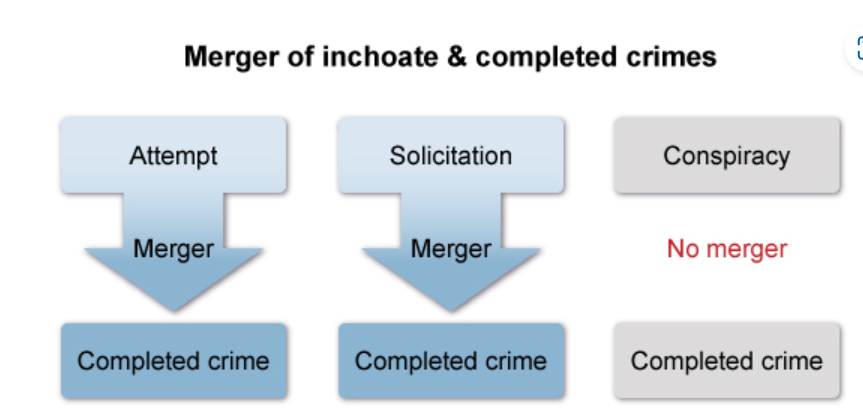 Merger of inchoate & completed crimes
Attempt
Solicitation
Conspiracy
Merger
Merger
No merger
Completed crime
Completed crime
Completed crime